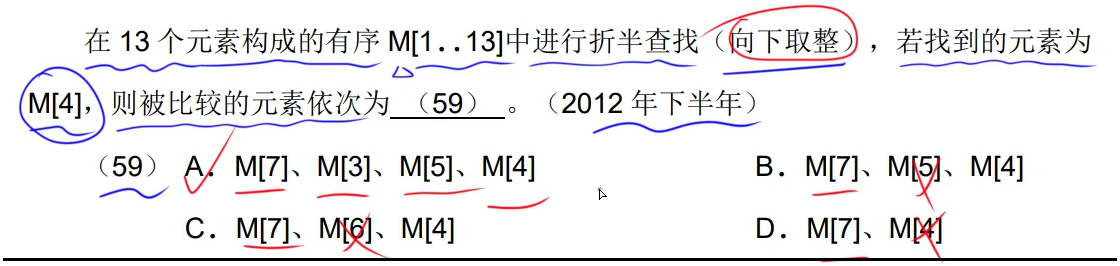 在 13 个元素构成的有序 M[1..13]中进行折半查找（向下取整），若找到的元素为
M[4]，则被比较的元素依次为 （59） 。（2012 年下半年）
（59） A．M[7]、M[3]、M[5]、M[4] B．M[7]、M[5]、M[4]
C．M[7]、M[6]、M[4] D．M[7]、M[4]